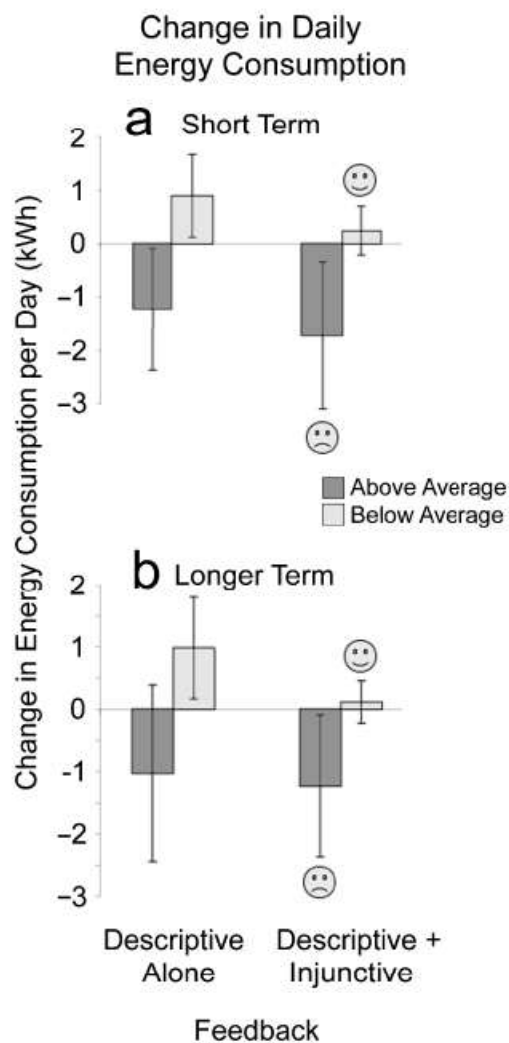 Change in Daily
Energy Consumption
a Short Term
2
1
0
−1
−2
−3
Above Average
Below Average
b Longer Term
2
1
0
-1
−2
−3
Change in Energy Consumption per Day (kWh)
Descriptive Descriptive +
Alone Injunctive
Feedback